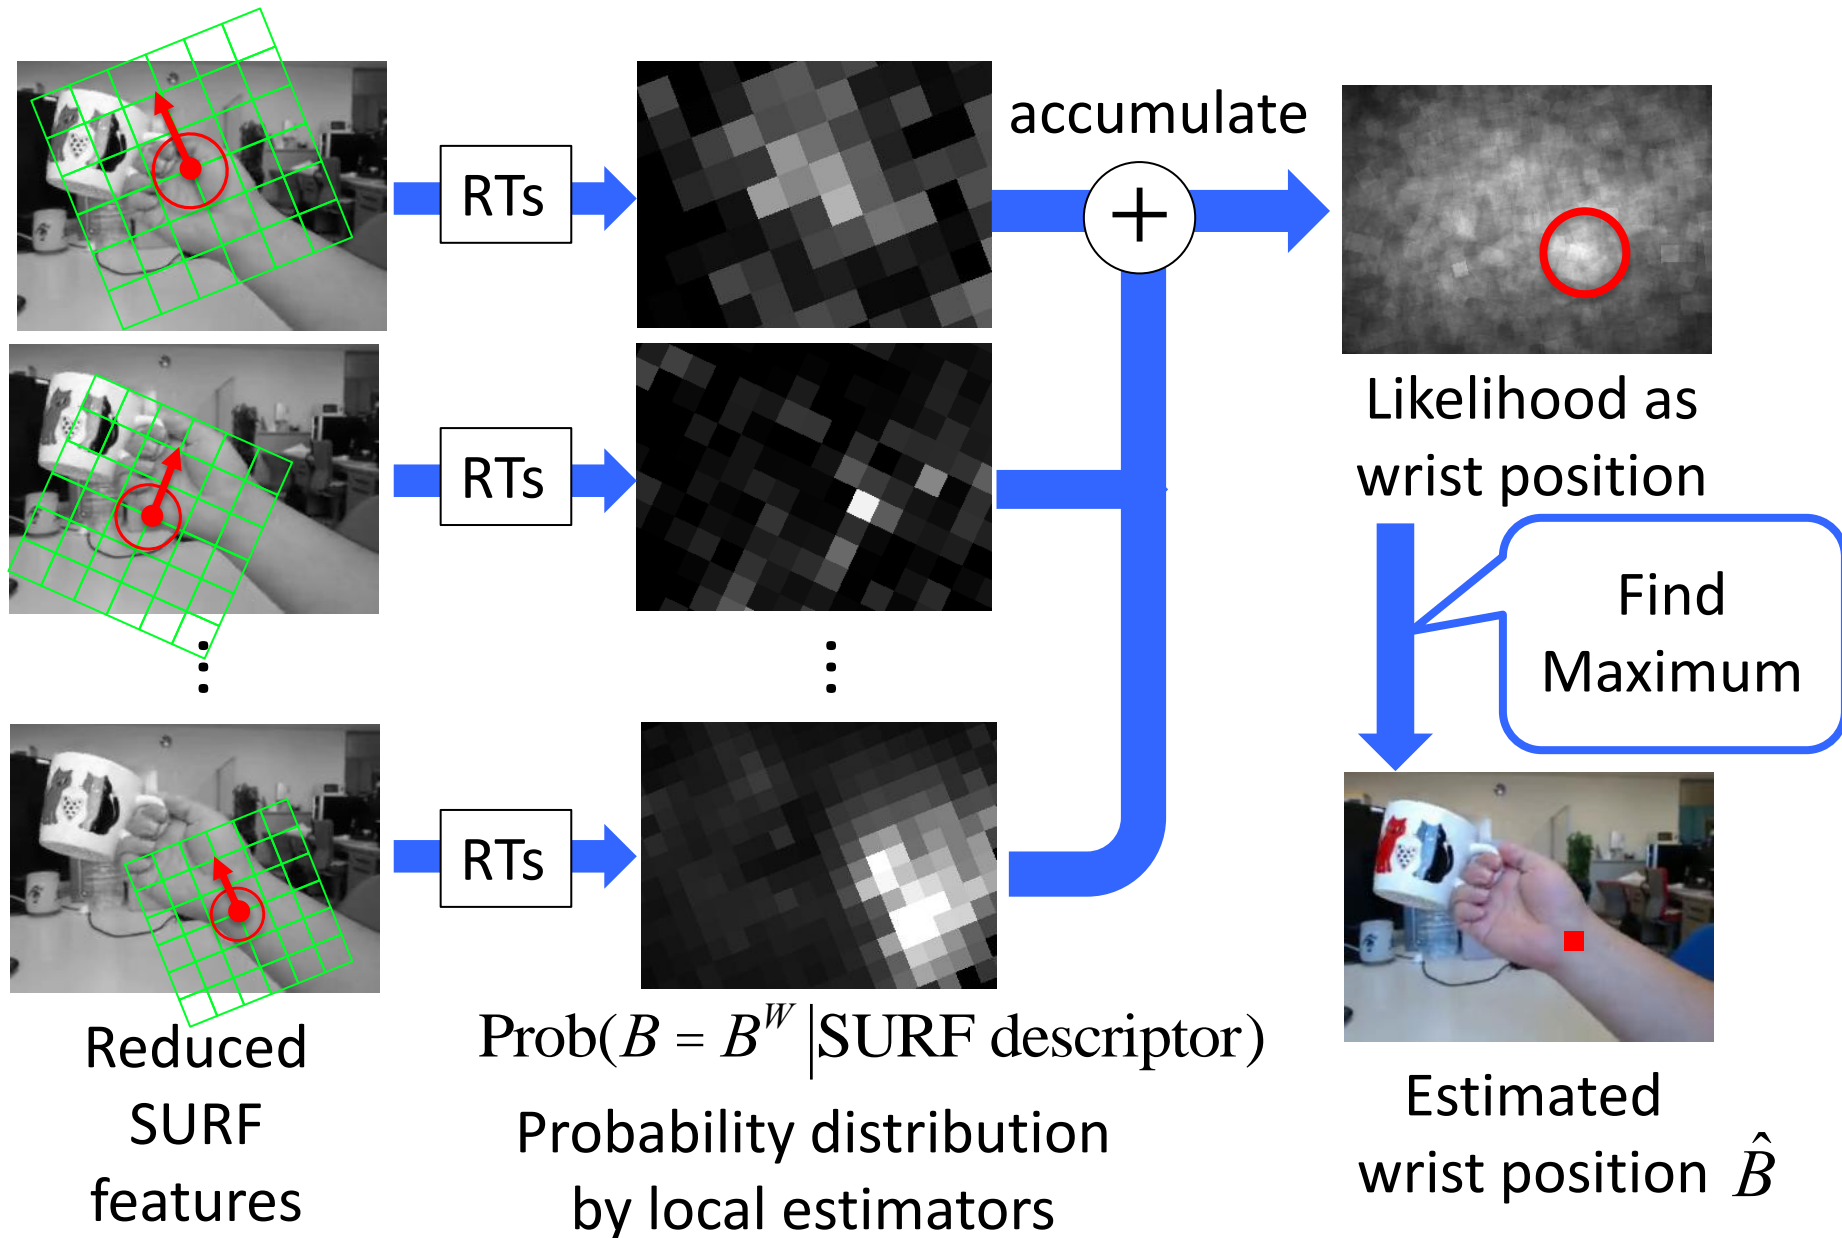 accumulate
RTs
+
Likelihood as
wrist position
RTs
Find
Maximum
⋮ ⋮
RTs
Reduced
SURF
features
Prob(B = B^W |SURF descriptor)
Probability distribution
by local estimators
Estimated
wrist position B̂